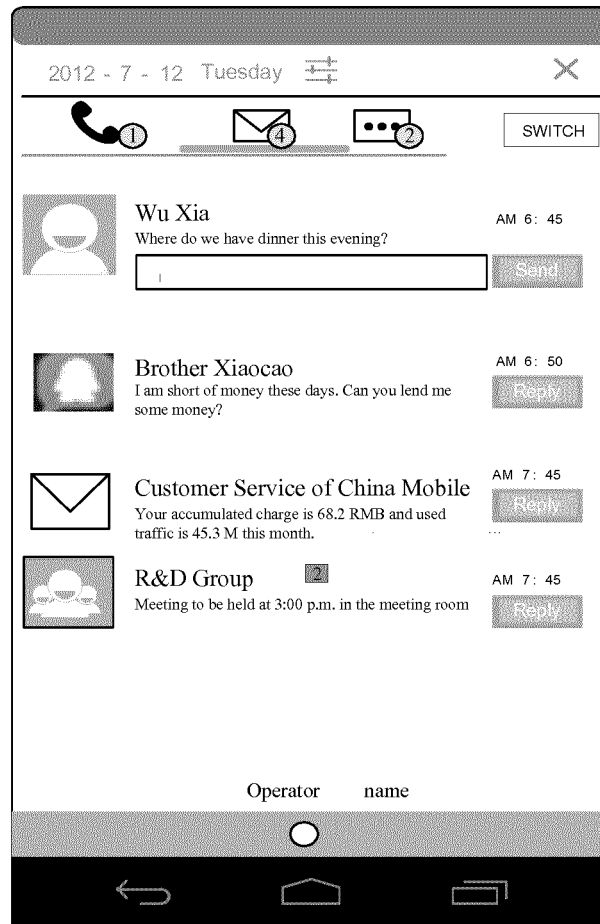 2012 - 7 - 12 Tuesday
1
4
2
SWITCH
Wu Xia
AM 6: 45
Where do we have dinner this evening?
Send
Brother Xiaocao
AM 6: 50
I am short of money these days. Can you lend me
some money?
Reply
Customer Service of China Mobile
AM 7: 45
Your accumulated charge is 68.2 RMB and used
traffic is 45.3 M this month.
Reply
...
R&D Group
2
AM 7: 45
Meeting to be held at 3:00 p.m. in the meeting room
Reply
Operator name